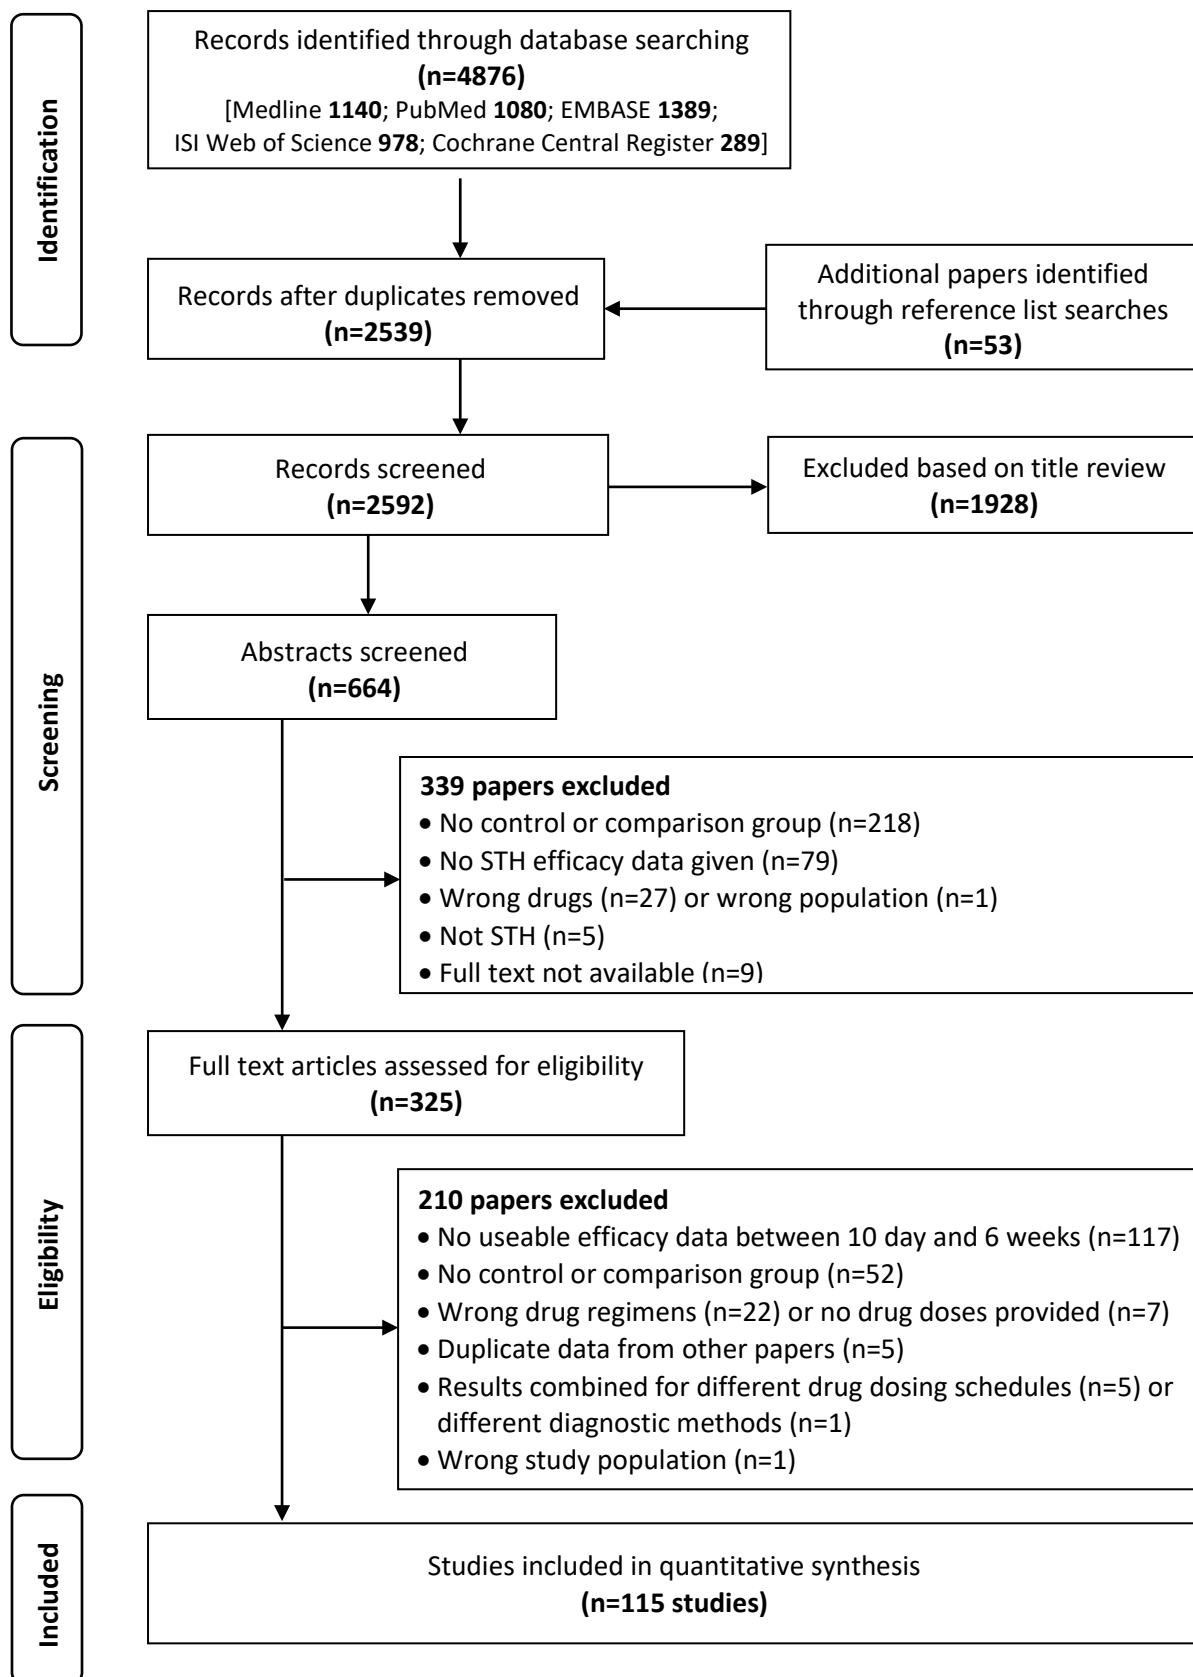 Identification
Records identified through database searching
(n=4876)
[Medline 1140; PubMed 1080; EMBASE 1389;
ISI Web of Science 978; Cochrane Central Register 289]
Records after duplicates removed
(n=2539)
Additional papers identified
through reference list searches
(n=53)
Screening
Records screened
(n=2592)
Excluded based on title review
(n=1928)
Abstracts screened
(n=664)
339 papers excluded
• No control or comparison group (n=218)
• No STH efficacy data given (n=79)
• Wrong drugs (n=27) or wrong population (n=1)
• Not STH (n=5)
• Full text not available (n=9)
Eligibility
Full text articles assessed for eligibility
(n=325)
210 papers excluded
• No useable efficacy data between 10 day and 6 weeks (n=117)
• No control or comparison group (n=52)
• Wrong drug regimens (n=22) or no drug doses provided (n=7)
• Duplicate data from other papers (n=5)
• Results combined for different drug dosing schedules (n=5) or
different diagnostic methods (n=1)
• Wrong study population (n=1)
Included
Studies included in quantitative synthesis
(n=115 studies)